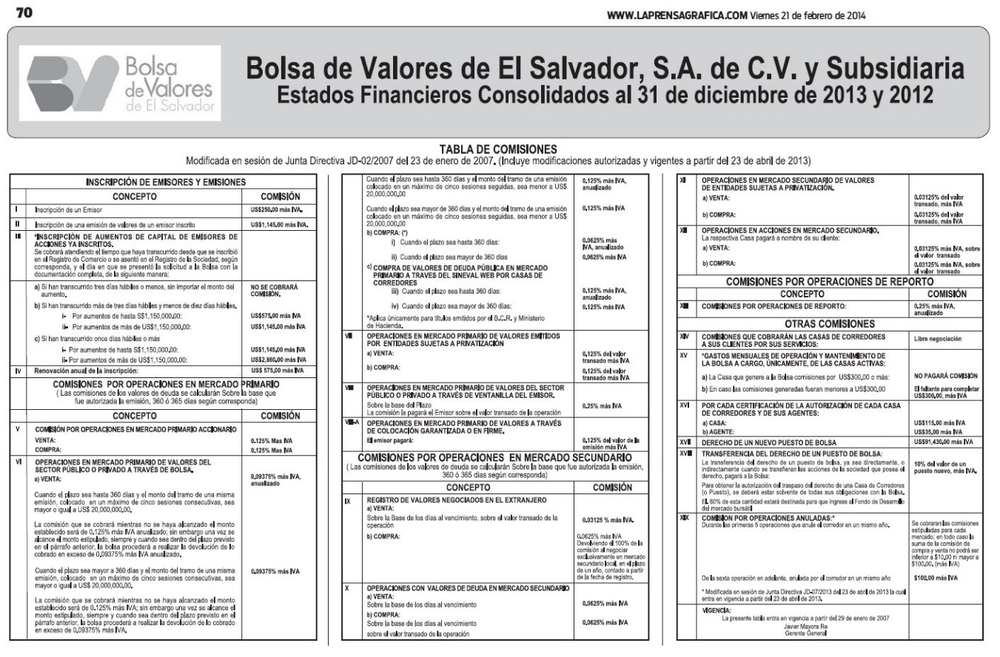 70
WWW.LAPRENSAGRAFICA.COM Viernes 21 de febrero de 2014
Bolsa
de Valores
de El Salvador
Bolsa de Valores de El Salvador, S.A. de C.V. y Subsidiaria
Estados Financieros Consolidados al 31 de diciembre de 2013 y 2012
TABLA DE COMISIONES
Modificada en sesión de Junta Directiva JD-02/2007 del 23 de enero de 2007. (Incluye modificaciones autorizadas y vigentes a partir del 23 de abril de 2013)
INSCRIPCIÓN DE EMISORES Y EMISIONES
CONCEPTO COMISIÓN
I Inscripción de un Emisor US$250.00 más IVA.
II Inscripción de una emisión de valores de un emisor inscrito US$1,145.00 más IVA.
III *INSCRIPCIÓN DE AUMENTOS DE CAPITAL DE EMISORES DE
ACCIONES YA INSCRITOS.
Se cobrará atendiendo el tiempo que haya transcurrido desde que se inscribió
en el Registro de Comercio o se asentó en el Registro de la Sociedad, según
corresponda, y el día en que se presentó la solicitud a la Bolsa con la
documentación completa, de la siguiente manera:
a) Si han transcurrido tres días hábiles o menos, sin importar el monto del NO SE COBRARÁ
aumento. COMISIÓN.
b) Si han transcurrido más de tres días hábiles y menos de diez días hábiles.
i- Por aumentos de hasta S$1,150,000.00: US$575.00 más IVA
ii- Por aumentos de más de US$1,150,000.00: US$1,145.00 más IVA
c) Si han transcurrido once días hábiles o más
i- Por aumentos de hasta S$1,150,000.00: US$1,145.00 más IVA
ii- Por aumentos de más de US$1,150,000.00: US$2,860.00 más IVA
IV Renovación anual de la inscripción: US$ 575.00 más IVA
COMISIONES POR OPERACIONES EN MERCADO PRIMARIO
( Las comisiones de los valores de deuda se calcularán Sobre la base que
fue autorizada la emisión, 360 ó 365 días según corresponda)
CONCEPTO COMISIÓN
V COMISIÓN POR OPERACIONES EN MERCADO PRIMARIO ACCIONARIO
VENTA: 0.125% Mas IVA
COMPRA: 0.125% Mas IVA
VI OPERACIONES EN MERCADO PRIMARIO DE VALORES DEL
SECTOR PÚBLICO O PRIVADO A TRAVÉS DE BOLSA.
a) VENTA: 0.09375% más IVA,
anualizado
Cuando el plazo sea hasta 360 días y el monto del tramo de una misma
emisión, colocado en un máximo de cinco sesiones consecutivas, sea
mayor o igual a US$ 20,000,000.00.
La comisión que se cobrará mientras no se haya alcanzado el monto
establecido será de 0.125% más IVA anualizado; sin embargo una vez se
alcance el monto estipulado, siempre y cuando sea dentro del plazo previsto
en el párrafo anterior, la bolsa procederá a realizar la devolución de lo
cobrado en exceso de 0.09375% más IVA anualizado.
Cuando el plazo sea mayor a 360 días y el monto del tramo de una misma 0.09375% más IVA
emisión, colocado en un máximo de cinco sesiones consecutivas, sea
mayor o igual a US$ 20,000,000.00.
La comisión que se cobrará mientras no se haya alcanzado el monto
establecido será de 0.125% más IVA; sin embargo una vez se alcance el
monto estipulado, siempre y cuando sea dentro del plazo previsto en el
párrafo anterior, la bolsa procederá a realizar la devolución de lo cobrado
en exceso de 0.09375% más IVA.
Cuando el plazo sea hasta 360 días y el monto del tramo de una emisión 0.125% más IVA,
colocado en un máximo de cinco sesiones seguidas, sea menor a US$ anualizado
20,000,000.00
Cuando el plazo sea mayor de 360 días y el monto del tramo de una emisión 0.125% más IVA
colocado en un máximo de cinco sesiones seguidas, sea menor a US$
20,000,000.00
b) COMPRA: (*)
i) Cuando el plazo sea hasta 360 días: 0.0625% más
IVA, anualizado
ii) Cuando el plazo sea mayor de 360 días 0.0625% más IVA
c) COMPRA DE VALORES DE DEUDA PÚBLICA EN MERCADO
PRIMARIO A TRAVES DEL SINEVAL WEB POR CASAS DE
CORREDORES
iii) Cuando el plazo sea hasta 360 días: 0.125% más IVA,
anualizado
iv) Cuando el plazo sea mayor de 360 días: 0.125% más IVA
*Aplica únicamente para títulos emitidos por el B.C.R. y Ministerio
de Hacienda.
VII OPERACIONES EN MERCADO PRIMARIO DE VALORES EMITIDOS
POR ENTIDADES SUJETAS A PRIVATIZACIÓN
a) VENTA: 0.125% del valor
transado más IVA
b) COMPRA: 0.125% del valor
transado más IVA
VIII OPERACIONES EN MERCADO PRIMARIO DE VALORES DEL SECTOR
PÚBLICO O PRIVADO A TRAVÉS DE VENTANILLA DEL EMISOR.
Sobre la base del Plazo 0.25% más IVA
La comisión la pagará el Emisor sobre el valor transado de la operación
VIII-A OPERACIONES EN MERCADO PRIMARIO DE VALORES A TRAVÉS
DE COLOCACIÓN GARANTIZADA O EN FIRME.
El emisor pagará: 0.125% del valor de la
emisión más IVA
COMISIONES POR OPERACIONES EN MERCADO SECUNDARIO
( Las comisiones de los valores de deuda se calcularán Sobre la base que fue autorizada la emisión,
360 ó 365 días según corresponda)
CONCEPTO COMISIÓN
IX REGISTRO DE VALORES NEGOCIADOS EN EL EXTRANJERO
a) VENTA:
Sobre la Base de los días al vencimiento, sobre el valor transado de la 0.03125 % más IVA.
operación
b) COMPRA: 0.0625% más IVA
Devolviendo el 100% de la
comisión al negociar
exclusivamente en mercado
secundario local, en el plazo
de un año, contado a partir
de la fecha de registro.
X OPERACIONES CON VALORES DE DEUDA EN MERCADO SECUNDARIO
a) VENTA:
Sobre la base de los días al vencimiento 0.0625% más IVA
b) COMPRA:
Sobre la base de los días al vencimiento 0.0625% más IVA
sobre el valor transado de la operación
XI OPERACIONES EN MERCADO SECUNDARIO DE VALORES
DE ENTIDADES SUJETAS A PRIVATIZACIÓN.
a) VENTA: 0.03125% del valor
transado, más IVA
b) COMPRA: 0.03125% del valor
transado, más IVA
XII OPERACIONES EN ACCIONES EN MERCADO SECUNDARIO.
La respectiva Casa pagará a nombre de su cliente:
a) VENTA: 0.03125% más IVA, sobre
el valor transado
b) COMPRA: 0.03125% más IVA, sobre
el valor transado
COMISIONES POR OPERACIONES DE REPORTO
CONCEPTO COMISIÓN
XIII COMISIONES POR OPERACIONES DE REPORTO: 0.25% más IVA,
anualizado
OTRAS COMISIONES
XIV COMISIONES QUE COBRARÁN LAS CASAS DE CORREDORES Libre negociación
A SUS CLIENTES POR SUS SERVICIOS:
XV *GASTOS MENSUALES DE OPERACIÓN Y MANTENIMIENTO DE
LA BOLSA A CARGO, ÚNICAMENTE, DE LAS CASAS ACTIVAS:
a) La Casa que genere a la Bolsa comisiones por US$300.00 o más: NO PAGARÁ COMISIÓN
b) En caso las comisiones generadas fueran menores a US$300.00 El faltante para completar
US$300.00, más IVA
XVI POR CADA CERTIFICACIÓN DE LA AUTORIZACIÓN DE CADA CASA
DE CORREDORES Y DE SUS AGENTES:
a) CASA: US$115.00 más IVA
b) AGENTE: US$35.00 más IVA
XVII DERECHO DE UN NUEVO PUESTO DE BOLSA US$91,430.00 más IVA
XVIII TRANSFERENCIA DEL DERECHO DE UN PUESTO DE BOLSA:
La transferencia del derecho de un puesto de bolsa, ya sea directamente, o 10% del valor de un
indirectamente cuando se transfieran las acciones de la sociedad que posea el puesto nuevo, más IVA.
derecho, pagará a la Bolsa:
Para obtener la autorización del traspaso del derecho de una Casa de Corredores
(o Puesto), se deberá estar solvente de todas sus obligaciones con la Bolsa.
El. 60% de esta cantidad estará destinada para que ingrese al Fondo de Desarrollo
del mercado bursátil
XIX COMISION POR OPERACIONES ANULADAS:*
Durante las primeras 5 operaciones que anule el corredor en un mismo año. Se cobraran las comisiones
estipuladas para cada
mercado; en todo caso la
suma de la comisión de
compra y venta no podrá ser
inferior a $10.00 ni mayor a
$100.00. (más IVA)
De la sexta operación en adelante, anulada por el corredor en un mismo año $100.00 más IVA
* Modificada en sesión de Junta Directiva JD-07/2013 del 23 de abril de 2013 la cual
entra en vigencia a partir del 23 de abril de 2013.
VIGENCIA:
La presente tabla entra en vigencia a partir del 29 de enero de 2007
Javier Mayora Re
Gerente General